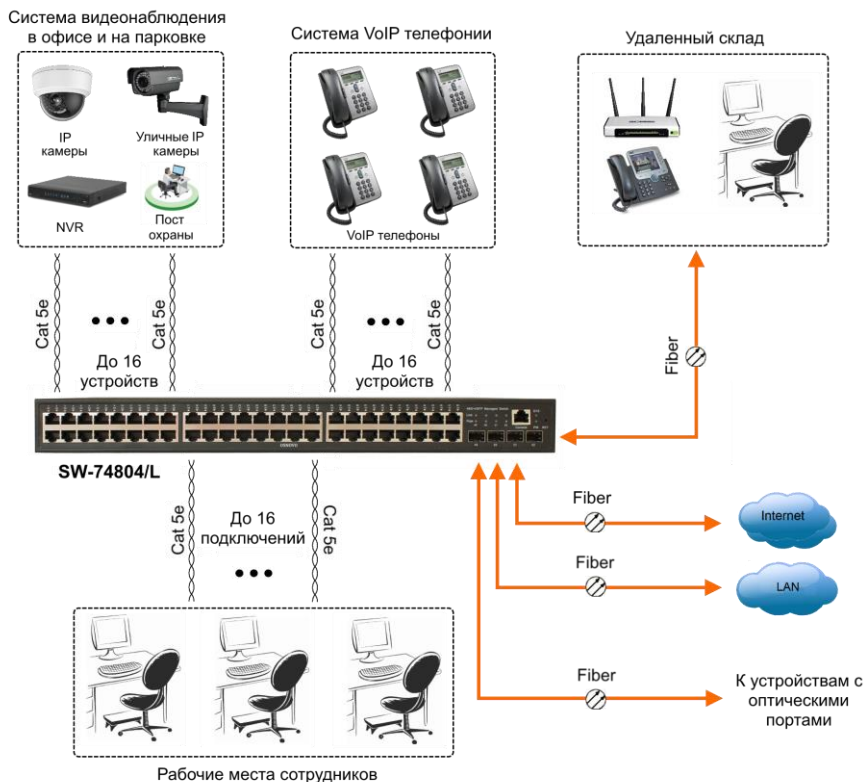 Система видеонаблюдения
в офисе и на парковке
Система VoIP телефонии
Удаленный склад
IP
камеры
Уличные IP
камеры
NVR
Пост
охраны
VoIP телефоны
Cat 5e
Cat 5e
Cat 5e
Cat 5e
Fiber
До 16
устройств
До 16
устройств
SW-74804/L
Cat 5e
До 16
подключений
Cat 5e
Fiber
Internet
Fiber
LAN
Fiber
К устройствам с
оптическими
портами
Рабочие места сотрудников